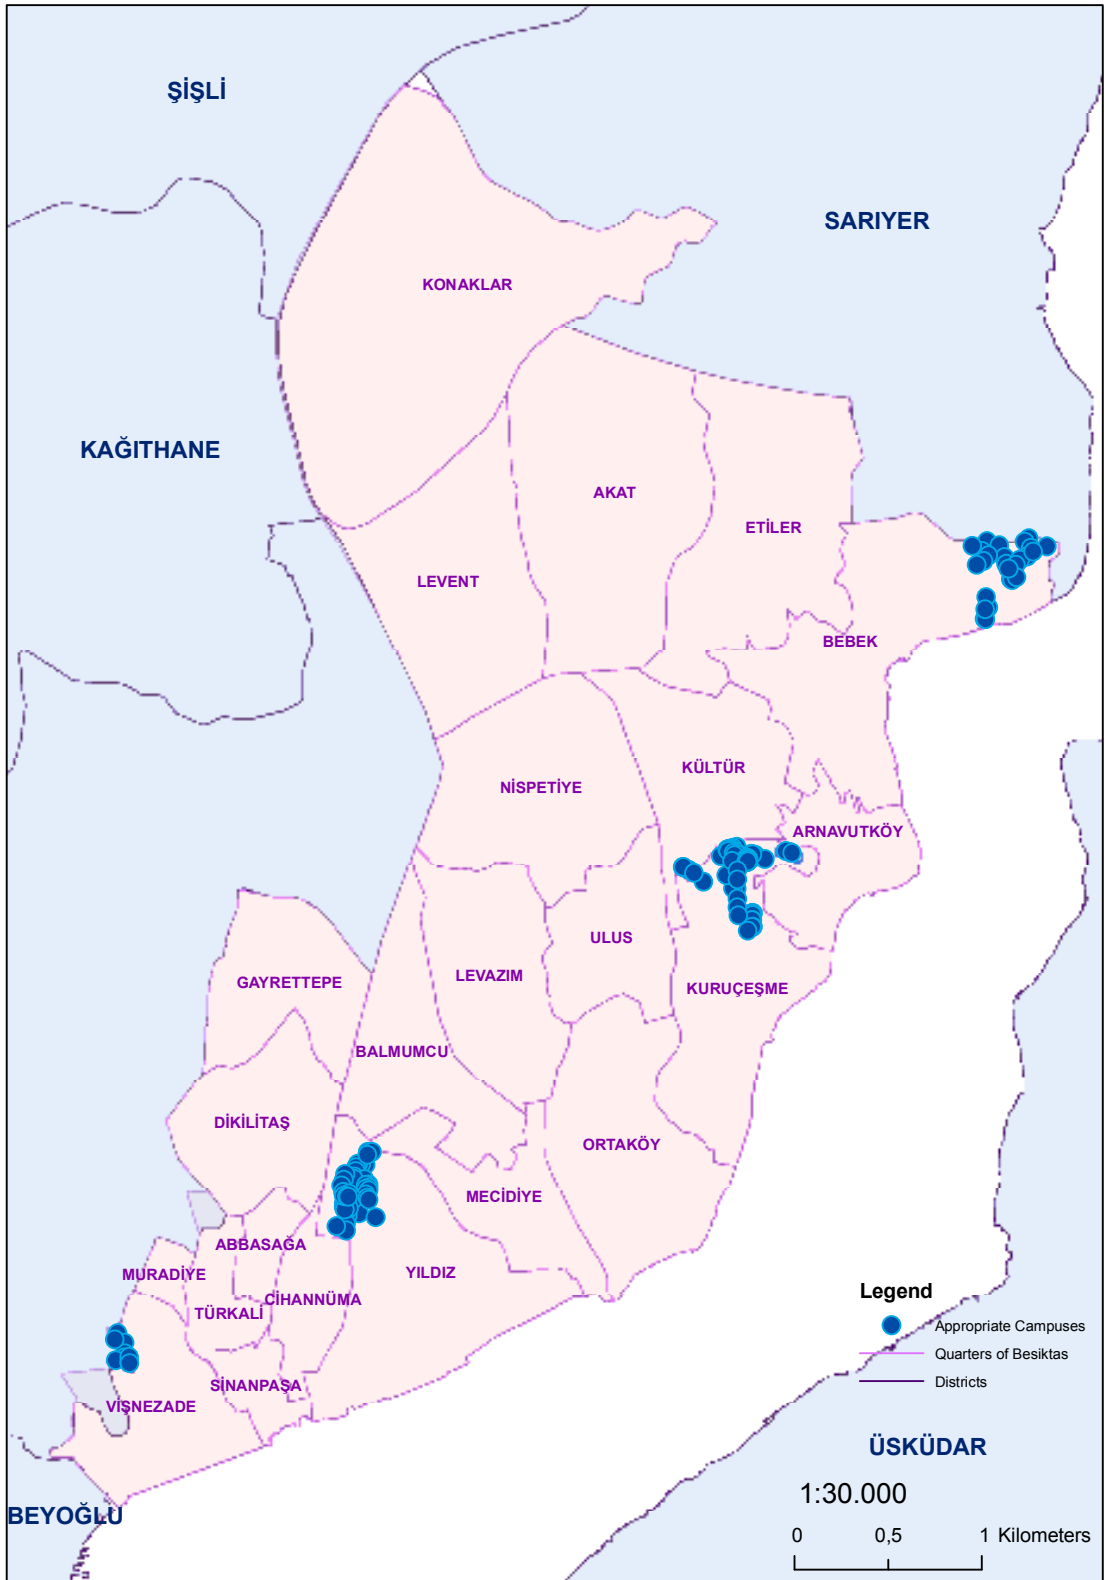 ŞİŞLİ
SARIYER
KONAKLAR
KAĞITHANE
AKAT
ETİLER
LEVENT
BEBEK
KÜLTÜR
NİSPETİYE
ARNAVUTKÖY
ULUS
LEVAZIM
GAYRETTEPE
KURUÇEŞME
BALMUMCU
DİKİLİTAŞ
ORTAKÖY
MECİDİYE
ABBASAĞA
MURADİYE
YILDIZ
CİHANNÜMA
TÜRKALİ
SİNANPAŞA
VİŞNEZADE
Legend
Appropriate Campuses
Quarters of Besiktas
Districts
ÜSKÜDAR
BEYOĞLU
1:30.000
0 0,5 1 Kilometers